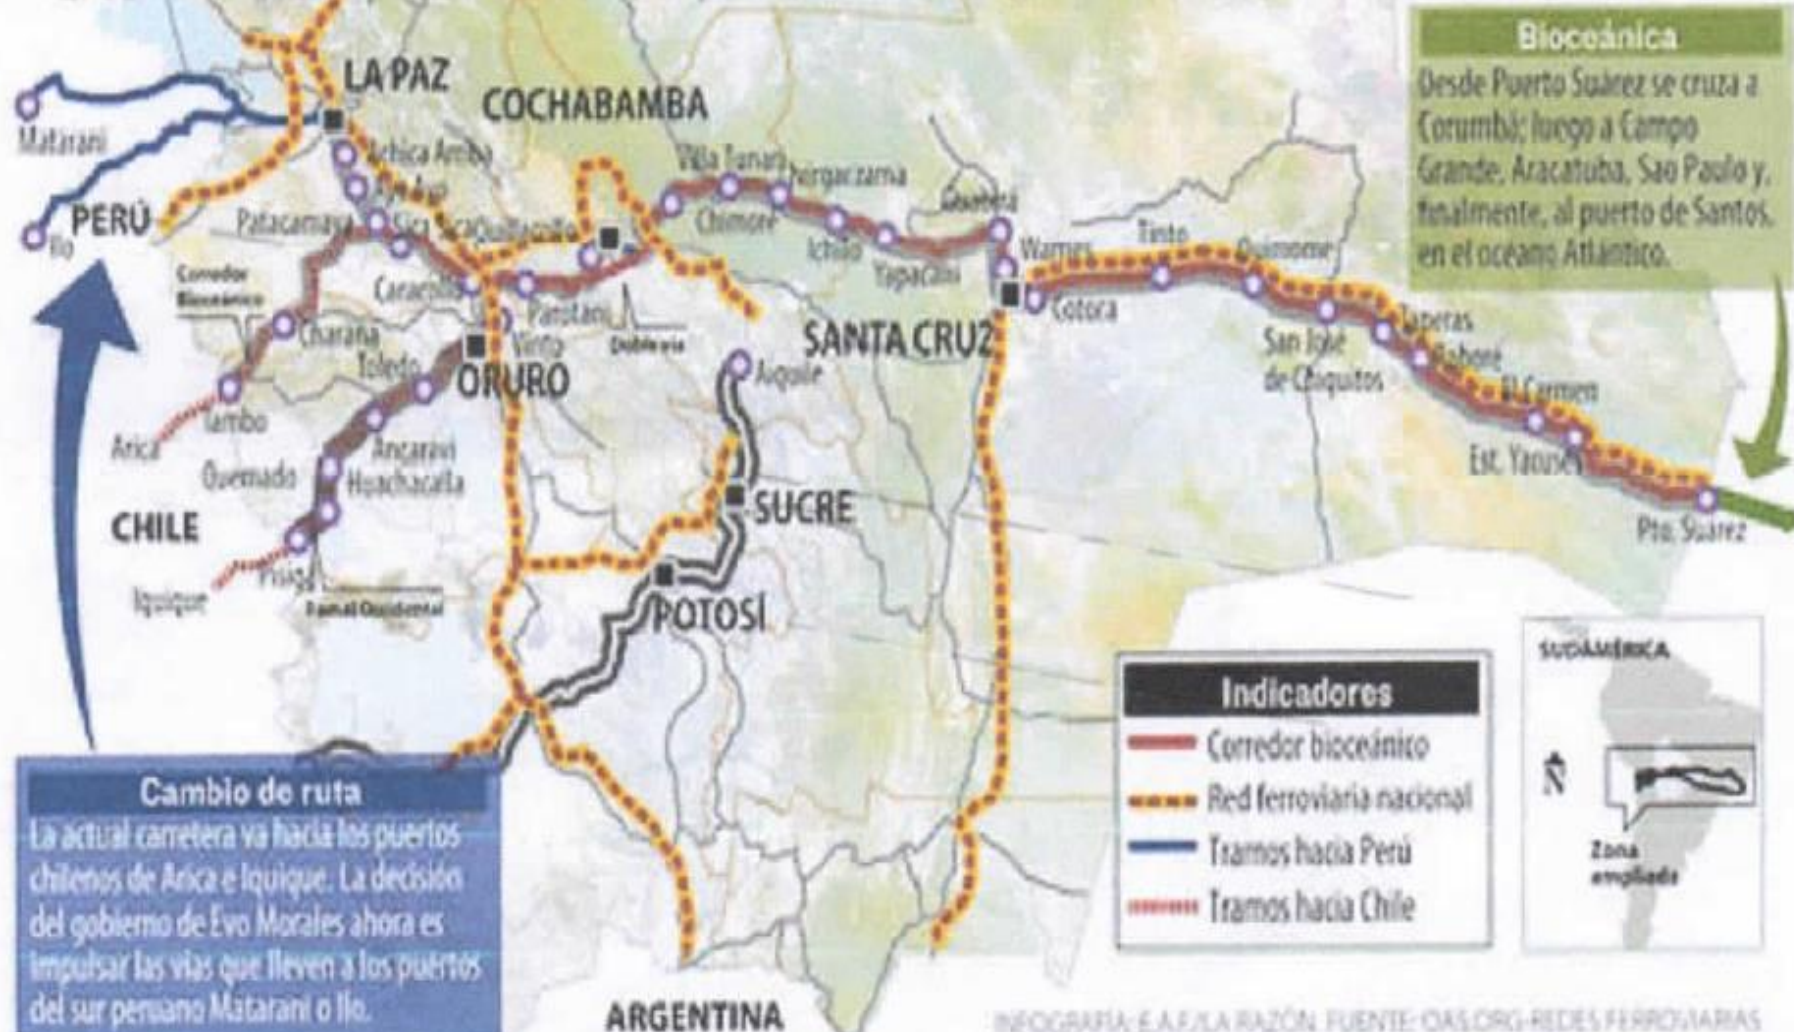 Bioceánica
Desde Puerto Suárez se cruza a
Corumbá; luego a Campo
Grande, Aracatuba, Sao Paulo y,
finalmente, al puerto de Santos,
en el océano Atlántico.
LA PAZ
COCHABAMBA
Matarani
Achica Arriba
Villa Tunari
PERÚ
Ilo
Patacamaya
Sica Sica
Quillacollo
Chimoré
Ichilo
Yapacaní
Guabirá
Warnes
Tinto
Quimome
Corredor
Bioceánico
Caracollo
Parotani
Cotoca
Charaña
Toledo
Vinto
Doble vía
SANTA CRUZ
San José
de Chiquitos
Taperas
Roboré
El Carmen
ORURO
Aiquile
Tambo
Arica
Ancaravi
Quemado
Huachacalla
Est. Yacuses
CHILE
SUCRE
Pto. Suárez
Pisiga
Iquique
Ramal Occidental
POTOSÍ
Indicadores
Corredor bioceánico
Red ferroviaria nacional
Tramos hacia Perú
Tramos hacia Chile
SUDAMÉRICA
N
Zona
ampliada
Cambio de ruta
La actual carretera va hacia los puertos
chilenos de Arica e Iquique. La decisión
del gobierno de Evo Morales ahora es
impulsar las vías que lleven a los puertos
del sur peruano Matarani o Ilo.
ARGENTINA
INFOGRAFÍA: E.A.F./LA RAZÓN. FUENTE: OAS.ORG-REDES FERROVIARIAS